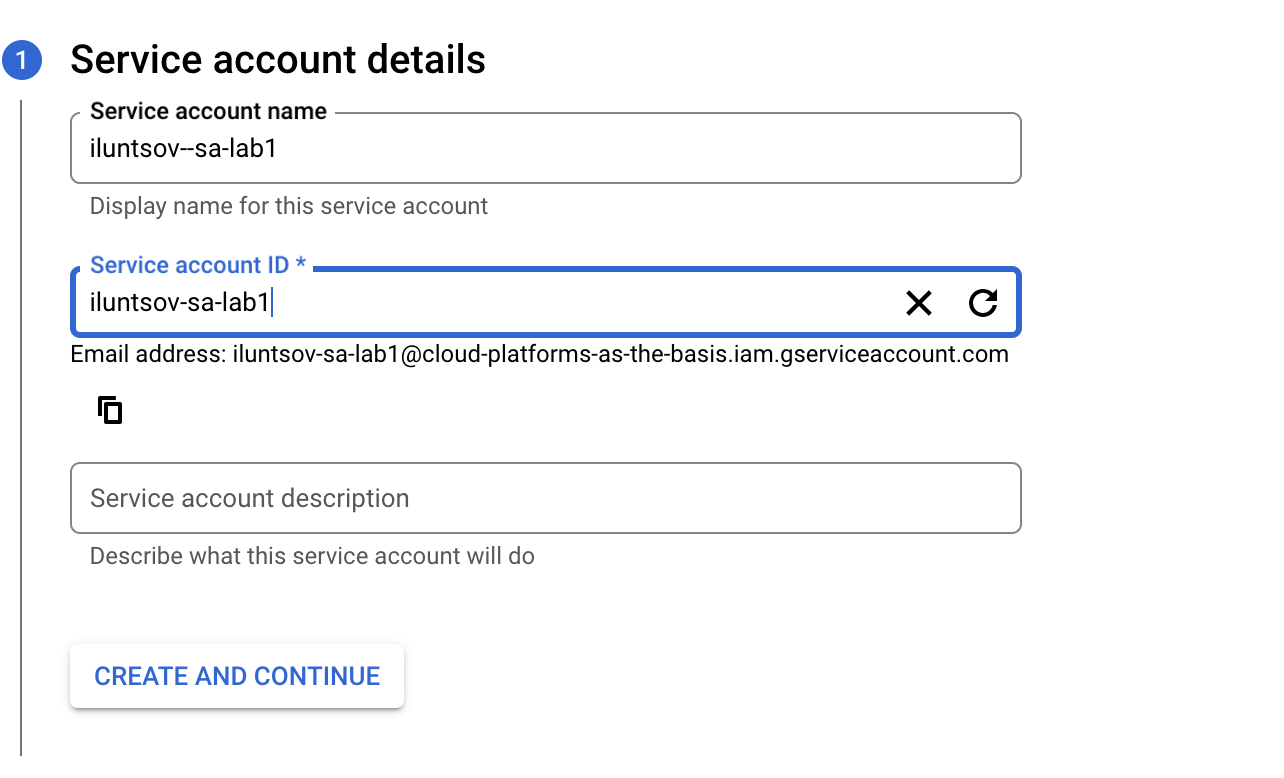 1
Service account details
Service account name
iluntsov--sa-lab1
Display name for this service account
Service account ID *
iluntsov-sa-lab1
Email address: iluntsov-sa-lab1@cloud-platforms-as-the-basis.iam.gserviceaccount.com
Service account description
Describe what this service account will do
CREATE AND CONTINUE